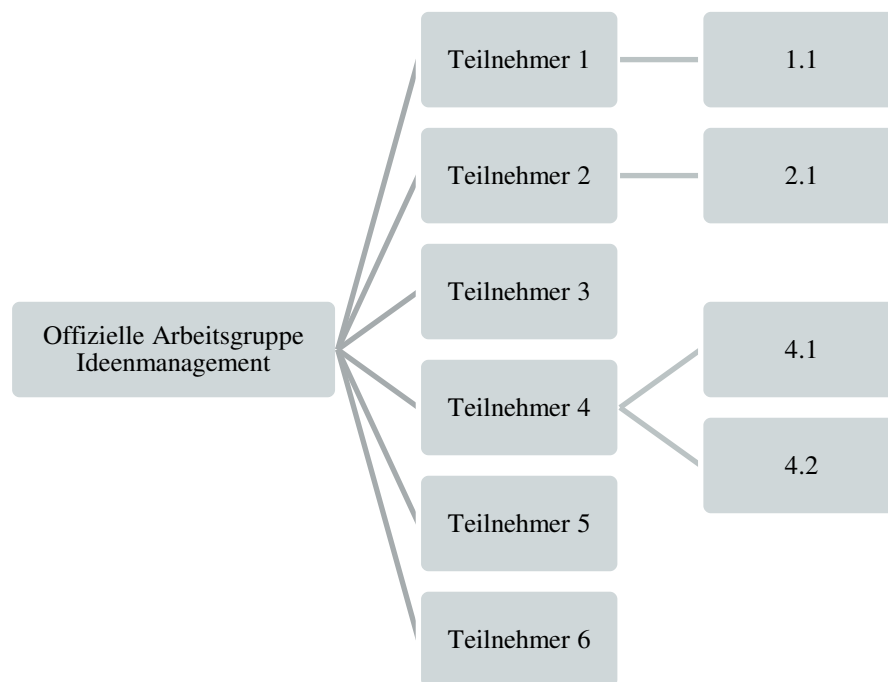 Offizielle Arbeitsgruppe
Ideenmanagement
Teilnehmer 1
1.1
Teilnehmer 2
2.1
Teilnehmer 3
Teilnehmer 4
4.1
4.2
Teilnehmer 5
Teilnehmer 6